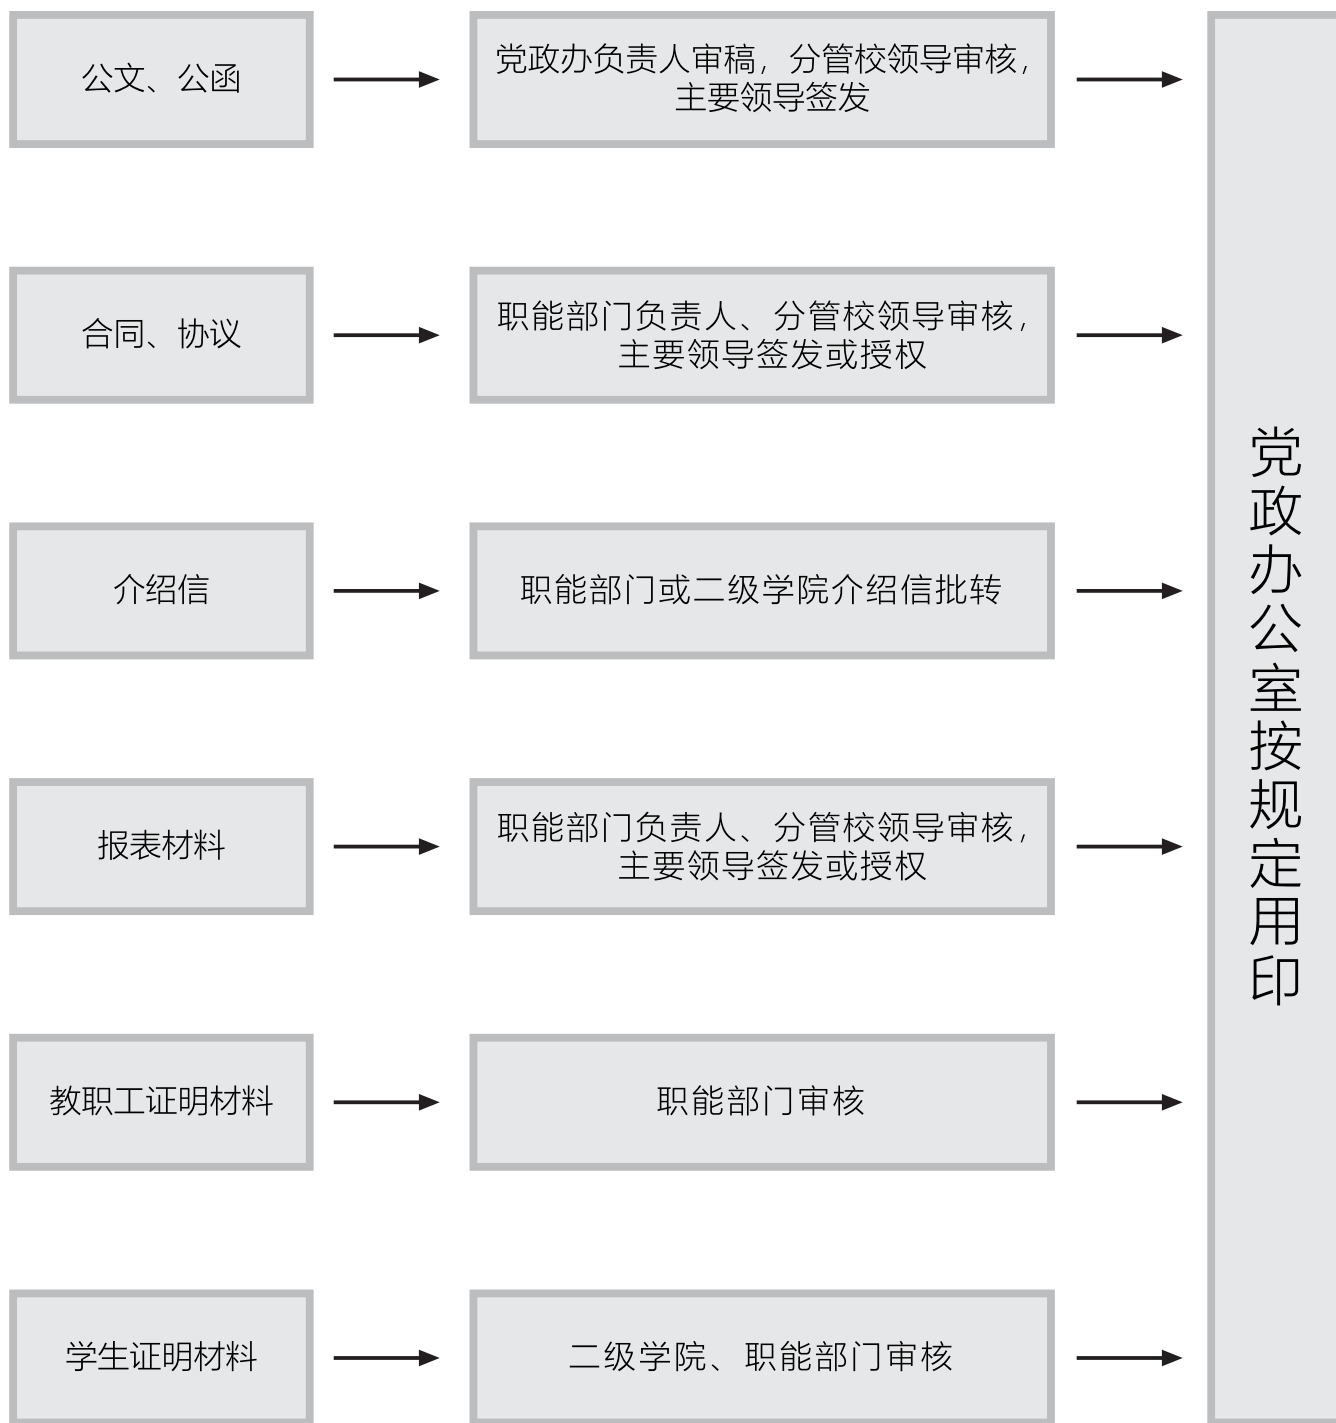 公文、公函
党政办负责人审稿，分管校领导审核，
主要领导签发
合同、协议
职能部门负责人、分管校领导审核，
主要领导签发或授权
介绍信
职能部门或二级学院介绍信批转
报表材料
职能部门负责人、分管校领导审核，
主要领导签发或授权
教职工证明材料
职能部门审核
学生证明材料
二级学院、职能部门审核
党政办公室按规定用印